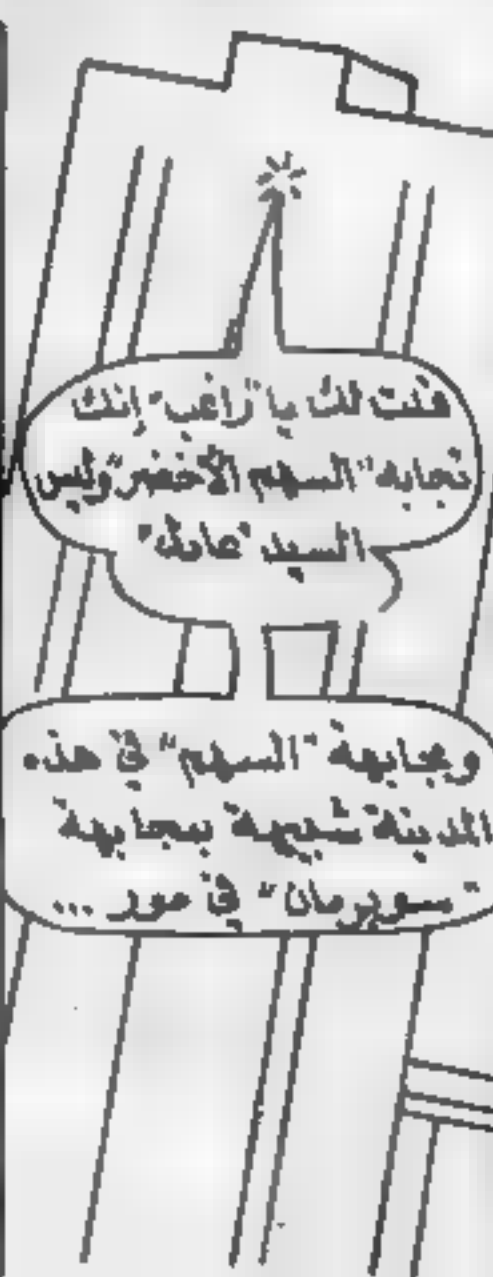 قلت لك يا "راغب" إنك
تجابه "السهم الأخضر" وليس
السيد "عادل"
ومجابهة "السهم" في هذه
المدينة شبيهة بمجابهة
"سوبرمان" في مور ...